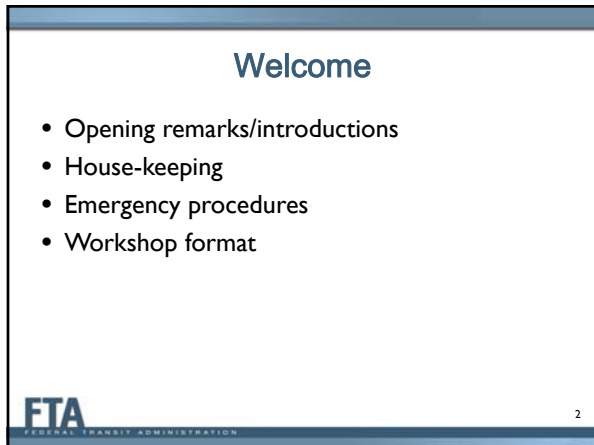 Welcome
• Opening remarks/introductions
• House-keeping
• Emergency procedures
• Workshop format
FTA
FEDERAL TRANSIT ADMINISTRATION
2